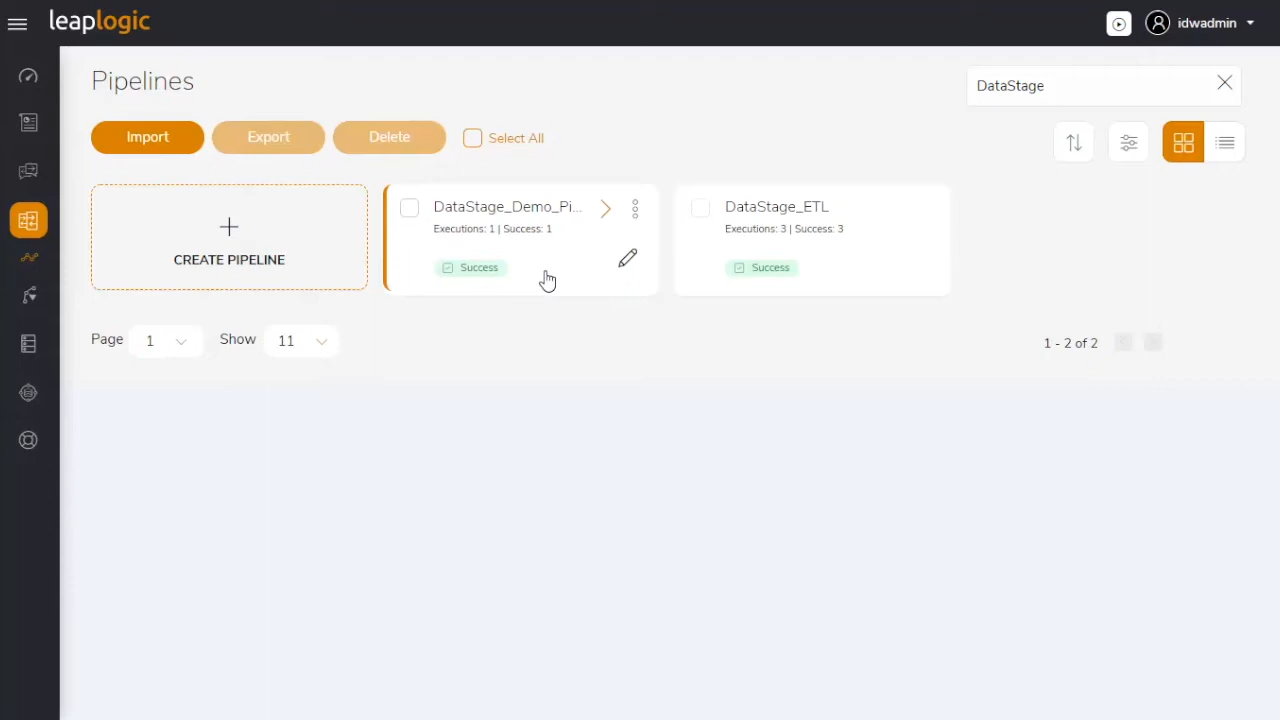 leaplogic
idwadmin
Pipelines
DataStage
Import
Export
Delete
Select All
CREATE PIPELINE
DataStage_Demo_Pi...
Executions: 1 | Success: 1
Success
DataStage_ETL
Executions: 3 | Success: 3
Success
Page 1
Show 11
1 - 2 of 2